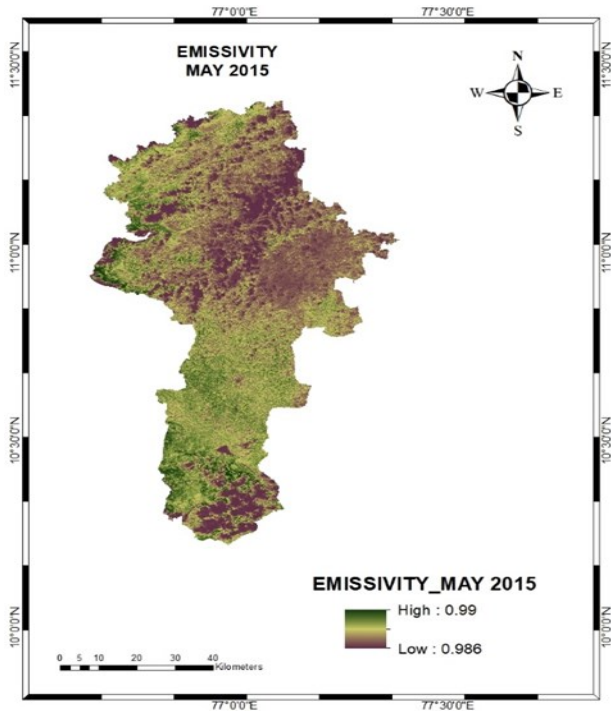 77°0'0"E 77°30'0"E
EMISSIVITY
MAY 2015
N
W E
S
11°30'0"N 11°30'0"N
11°0'0"N 11°0'0"N
10°30'0"N 10°30'0"N
10°0'0"N 10°0'0"N
EMISSIVITY_MAY 2015
High : 0.99
Low : 0.986
0 5 10 20 30 40
Kilometers
77°0'0"E 77°30'0"E